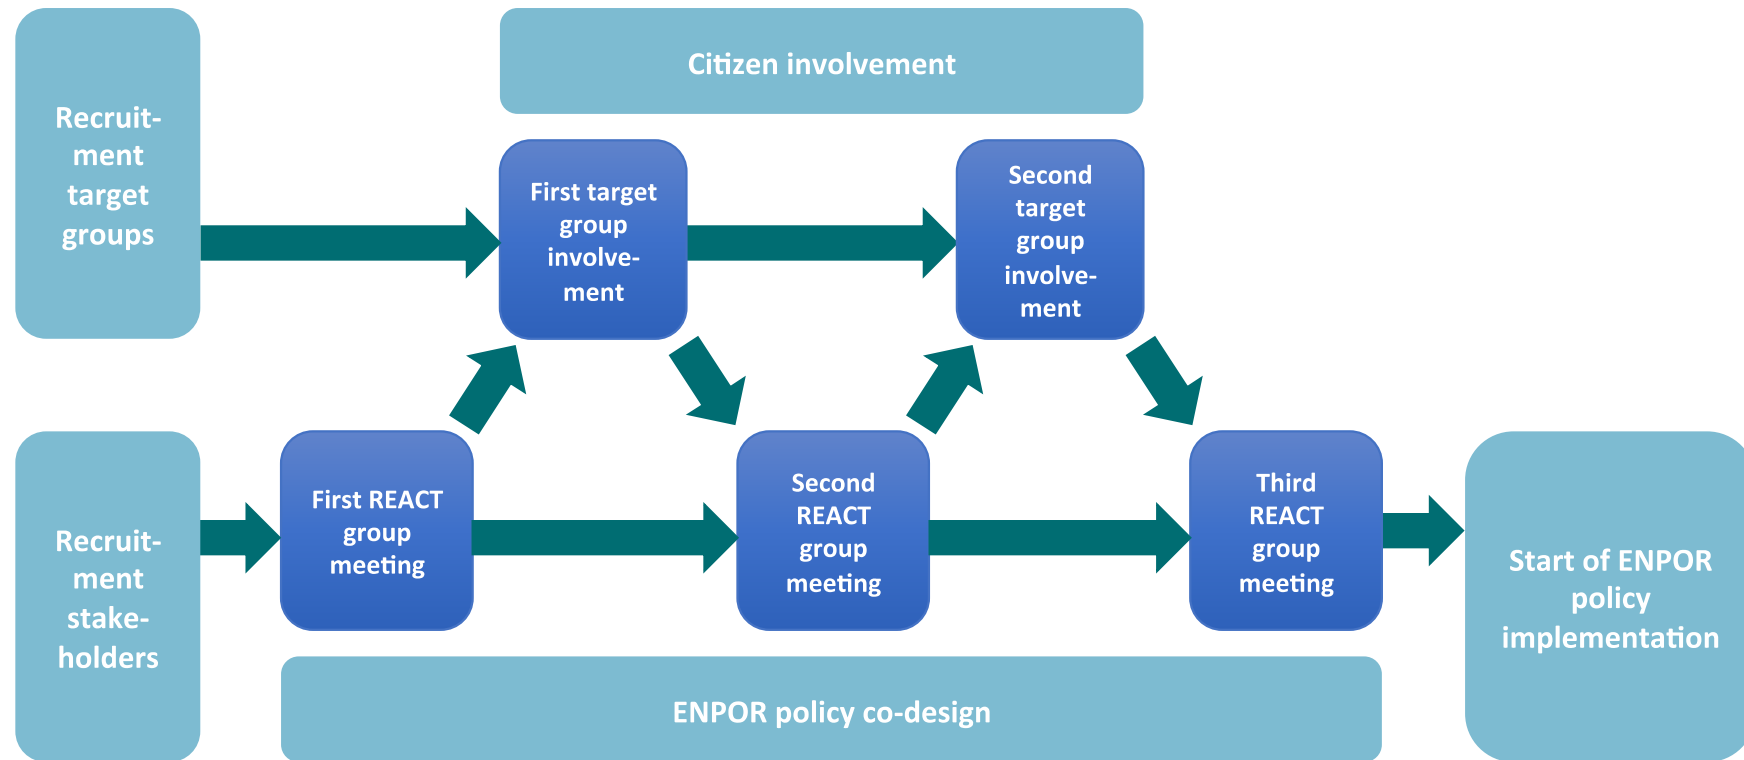 Citizen involvement
Recruit-
ment
target
groups
First target
group
involve-
ment
Second
target
group
involve-
ment
Recruit-
ment
stake-
holders
First REACT
group
meeting
Second
REACT
group
meeting
Third
REACT
group
meeting
Start of ENPOR
policy
implementation
ENPOR policy co-design